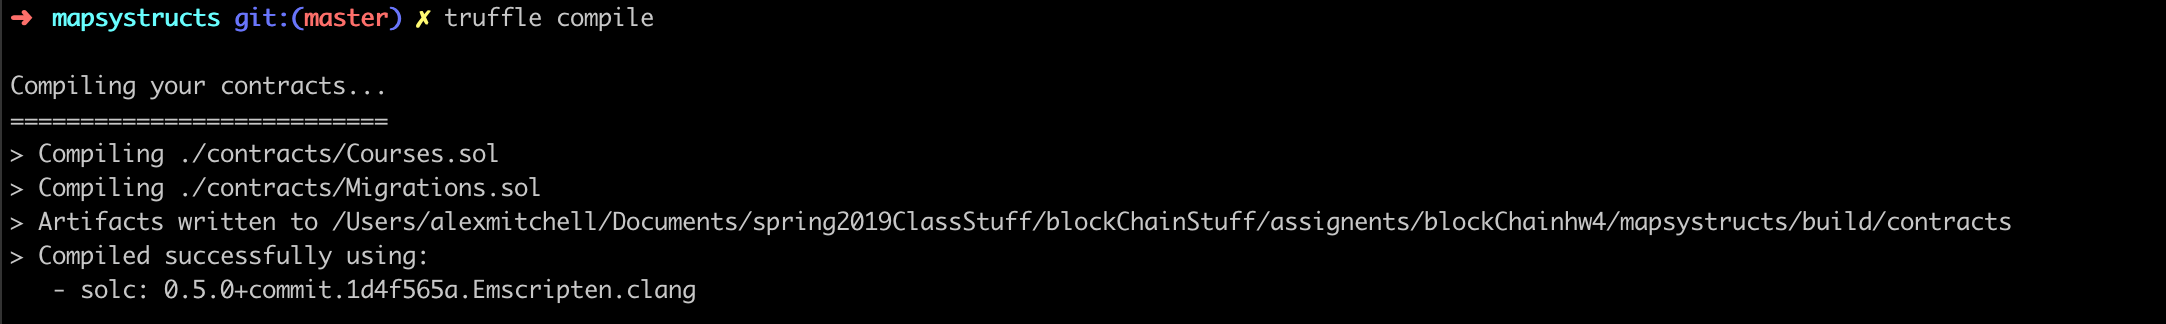 ➜ mapsystructs git:(master) ✗ truffle compile
Compiling your contracts...
===========================
> Compiling ./contracts/Courses.sol
> Compiling ./contracts/Migrations.sol
> Artifacts written to /Users/alexmitchell/Documents/spring2019ClassStuff/blockChainStuff/assignents/blockChainhw4/mapsystructs/build/contracts
> Compiled successfully using:
- solc: 0.5.0+commit.1d4f565a.Emscripten.clang